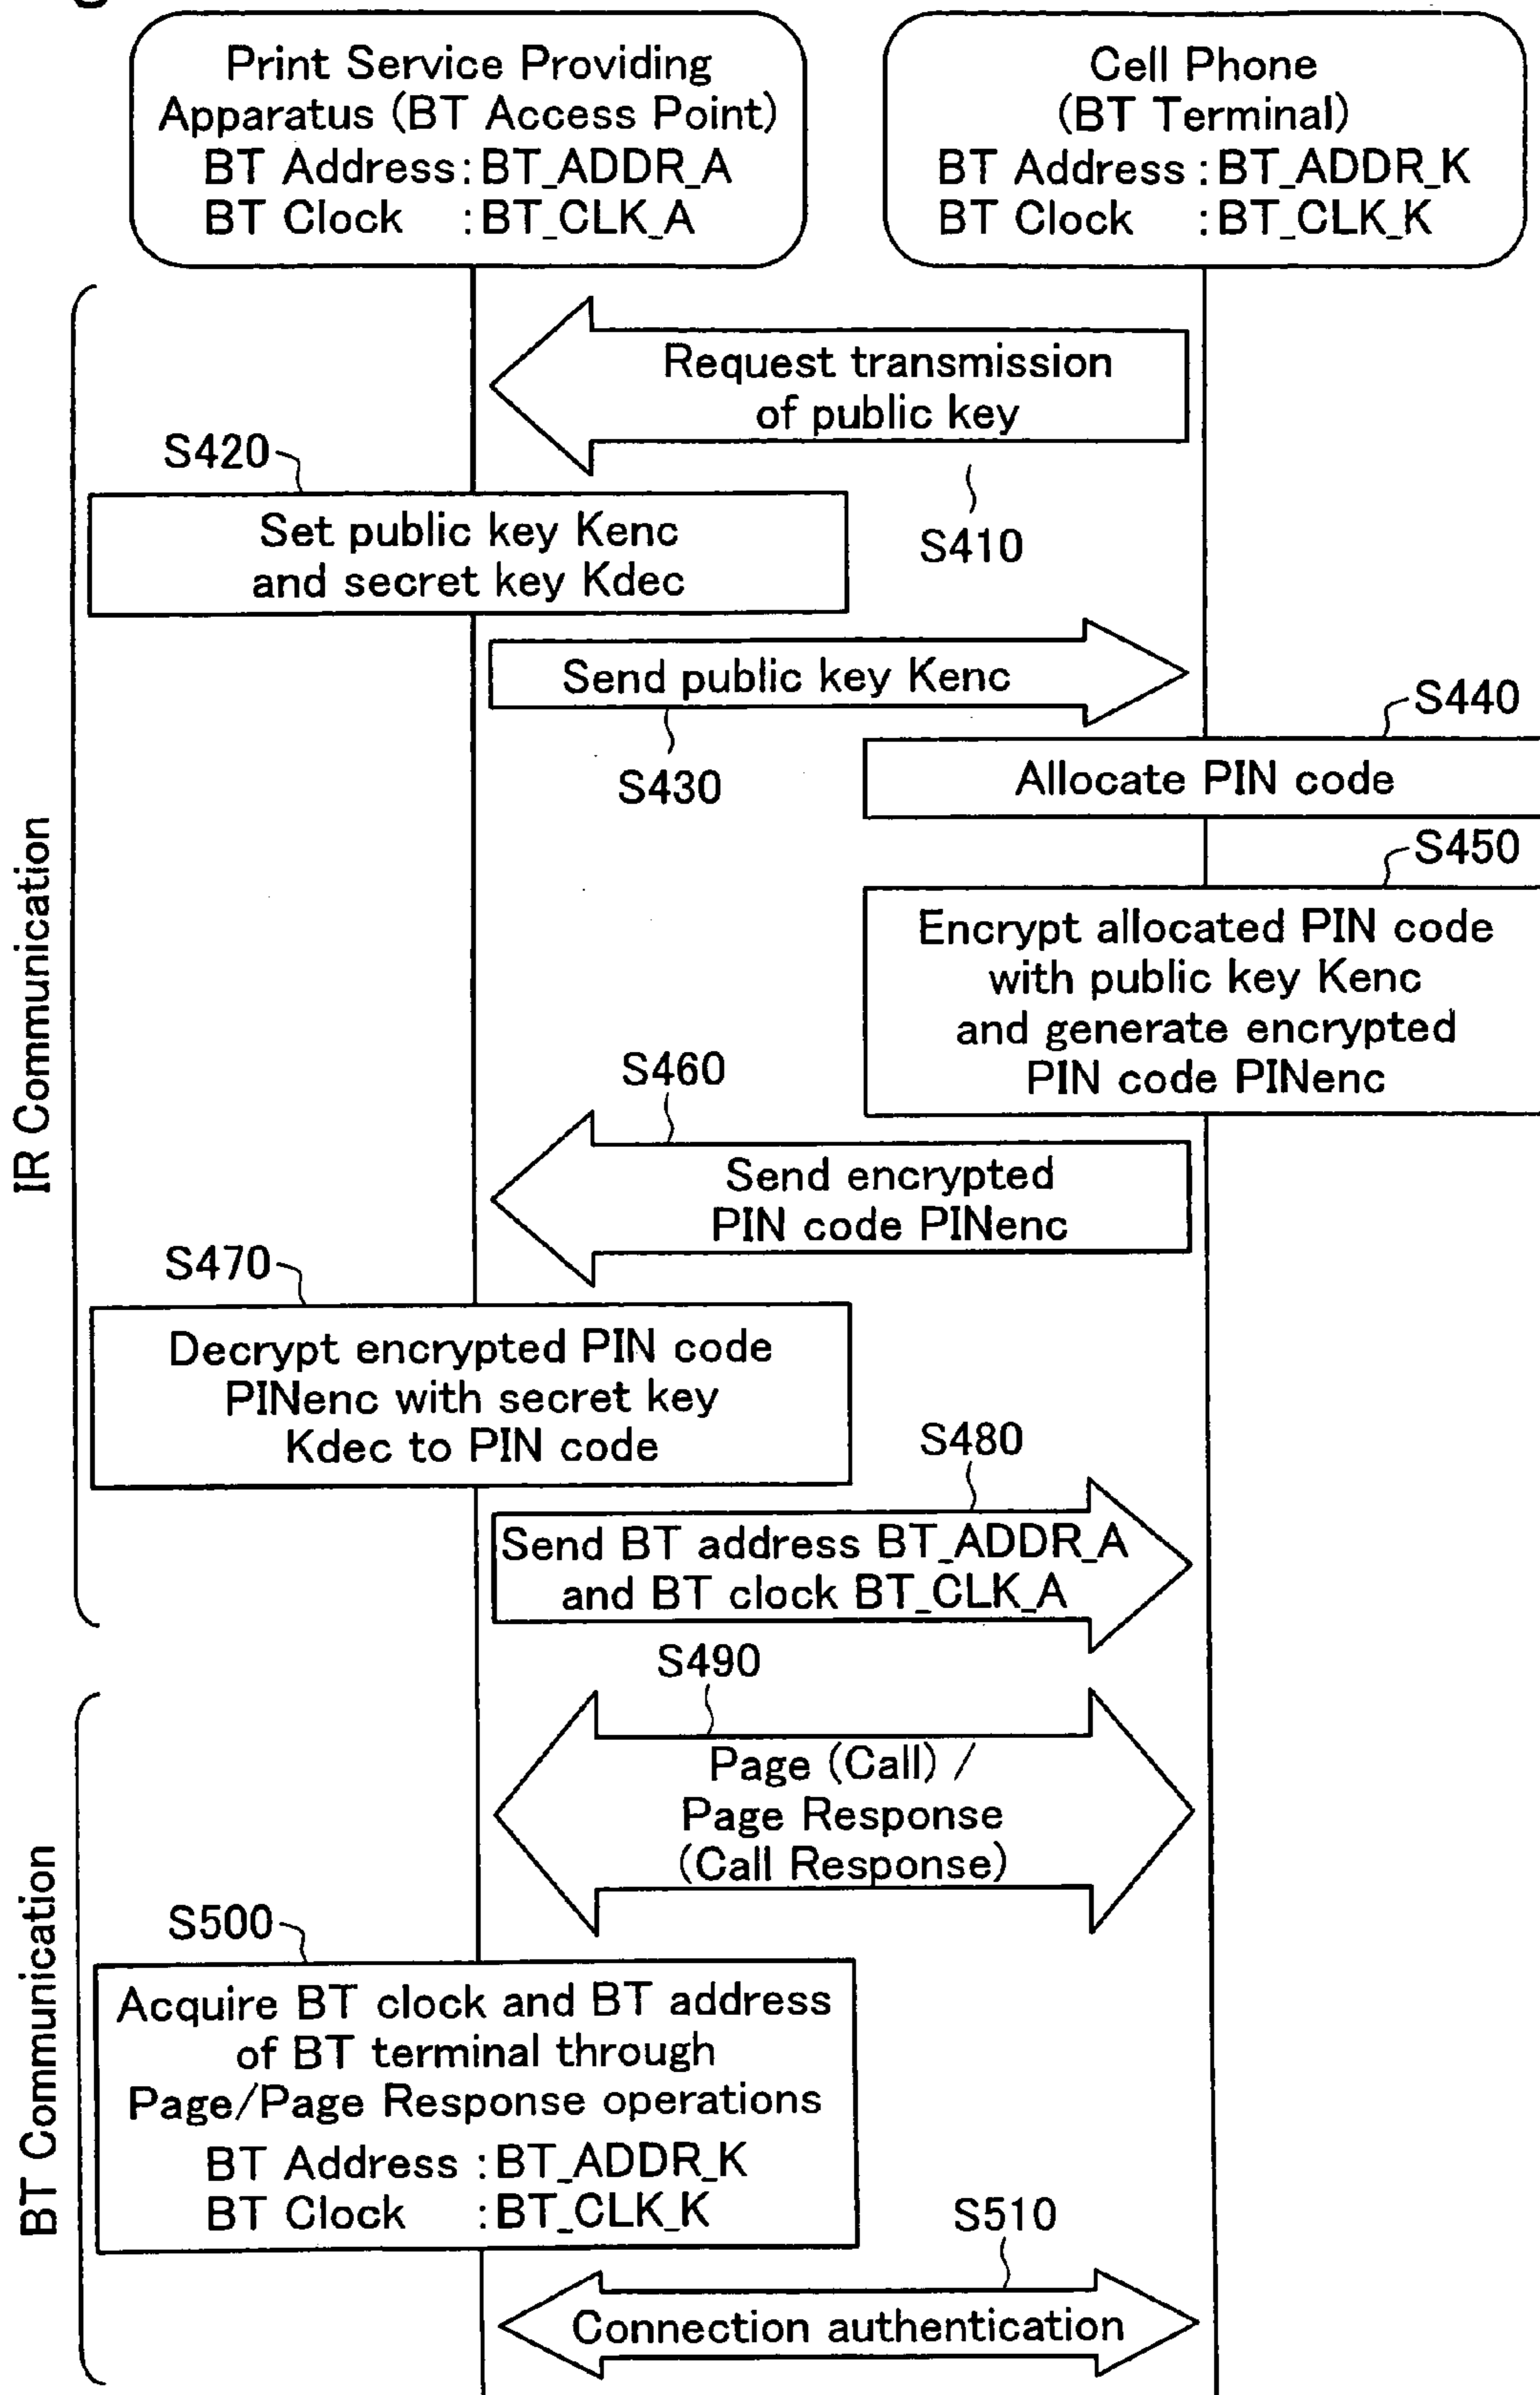 Print Service Providing
Apparatus (BT Access Point)
BT Address:BT_ADDR_A
BT Clock :BT_CLK_A
Cell Phone
(BT Terminal)
BT Address:BT_ADDR_K
BT Clock :BT_CLK_K
IR Communication
Request transmission
of public key
S410
S420
Set public key Kenc
and secret key Kdec
Send public key Kenc
S430
S440
Allocate PIN code
S450
Encrypt allocated PIN code
with public key Kenc
and generate encrypted
PIN code PINenc
S460
Send encrypted
PIN code PINenc
S470
Decrypt encrypted PIN code
PINenc with secret key
Kdec to PIN code
S480
Send BT address BT_ADDR_A
and BT clock BT_CLK_A
BT Communication
S490
Page (Call) /
Page Response
(Call Response)
S500
Acquire BT clock and BT address
of BT terminal through
Page/Page Response operations
BT Address :BT_ADDR_K
BT Clock :BT_CLK_K
S510
Connection authentication